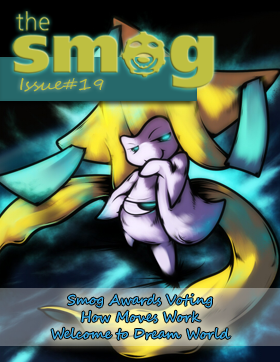 the
smog
Issue#19
Smog Awards Voting
How Moves Work
Welcome to Dream World